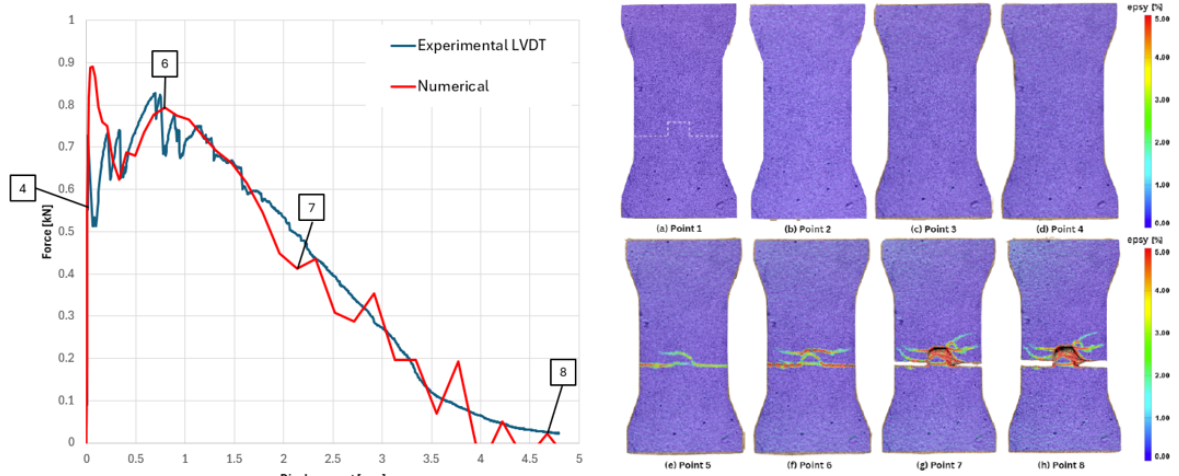 1
0.9
0.8
0.7
0.6
0.5
0.4
0.3
0.2
0.1
0
Force [kN]
0 0.5 1 1.5 2 2.5 3 3.5 4 4.5 5
Experimental LVDT
Numerical
4
6
7
8
epsy [%]
5.00
4.00
3.00
2.00
1.00
0.00
(a) Point 1
(b) Point 2
(c) Point 3
(d) Point 4
epsy [%]
5.00
4.00
3.00
2.00
1.00
0.00
(e) Point 5
(f) Point 6
(g) Point 7
(h) Point 8